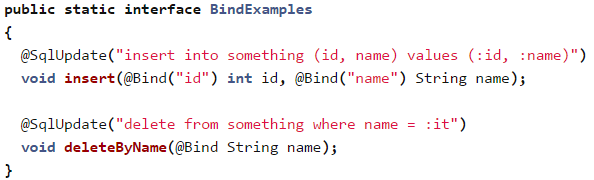 public static interface BindExamples
{
  @SqlUpdate("insert into something (id, name) values (:id, :name)")
  void insert(@Bind("id") int id, @Bind("name") String name);

  @SqlUpdate("delete from something where name = :it")
  void deleteByName(@Bind String name);
}